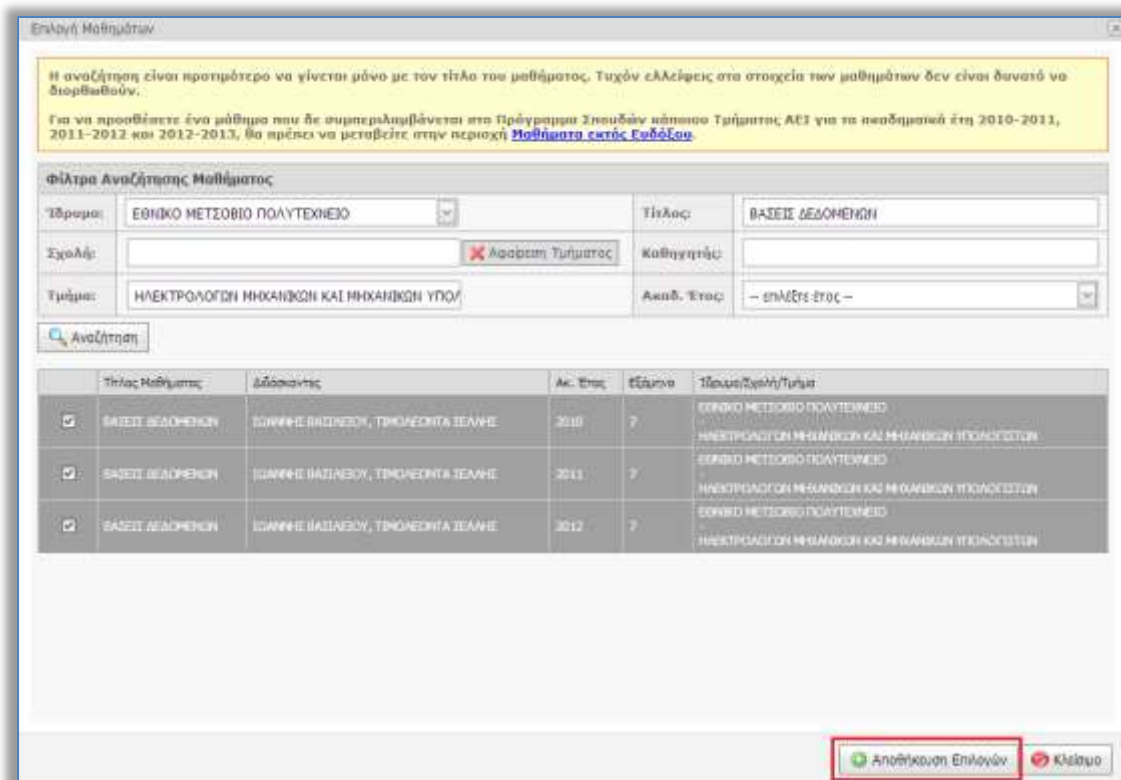 Επιλογή Μαθημάτων
Η αναζήτηση είναι προτιμότερο να γίνεται μόνο με τον τίτλο του μαθήματος. Τυχόν ελλείψεις στα στοιχεία των μαθημάτων δεν είναι δυνατό να
διορθωθούν.
Για να προσθέσετε ένα μάθημα που δε συμπεριλαμβάνεται στο Πρόγραμμα Σπουδών κάποιου Τμήματος ΑΕΙ για τα ακαδημαϊκά έτη 2010-2011,
2011-2012 και 2012-2013, θα πρέπει να μεταβείτε στην περιοχή Μαθήματα εκτός Ευδόξου.
Φίλτρα Αναζήτησης Μαθήματος
Ίδρυμα: ΕΘΝΙΚΟ ΜΕΤΣΟΒΙΟ ΠΟΛΥΤΕΧΝΕΙΟ Τίτλος: ΒΑΣΕΙΣ ΔΕΔΟΜΕΝΩΝ
Σχολή: Αφαίρεση Τμήματος Καθηγητής:
Τμήμα: ΗΛΕΚΤΡΟΛΟΓΩΝ ΜΗΧΑΝΙΚΩΝ ΚΑΙ ΜΗΧΑΝΙΚΩΝ ΥΠΟΛ Ακαδ. Έτος: -- επιλέξτε έτος --
Αναζήτηση
Τίτλος Μαθήματος Διδάσκοντες Ακ. Έτος Εξάμηνο Ίδρυμα/Σχολή/Τμήμα
ΕΘΝΙΚΟ ΜΕΤΣΟΒΙΟ ΠΟΛΥΤΕΧΝΕΙΟ
ΒΑΣΕΙΣ ΔΕΔΟΜΕΝΩΝ ΙΩΑΝΝΗΣ ΒΑΣΙΛΕΙΟΥ, ΤΙΜΟΛΕΟΝΤΑ ΣΕΛΛΗΣ 2010 7 -
ΗΛΕΚΤΡΟΛΟΓΩΝ ΜΗΧΑΝΙΚΩΝ ΚΑΙ ΜΗΧΑΝΙΚΩΝ ΥΠΟΛΟΓΙΣΤΩΝ
ΕΘΝΙΚΟ ΜΕΤΣΟΒΙΟ ΠΟΛΥΤΕΧΝΕΙΟ
ΒΑΣΕΙΣ ΔΕΔΟΜΕΝΩΝ ΙΩΑΝΝΗΣ ΒΑΣΙΛΕΙΟΥ, ΤΙΜΟΛΕΟΝΤΑ ΣΕΛΛΗΣ 2011 7 -
ΗΛΕΚΤΡΟΛΟΓΩΝ ΜΗΧΑΝΙΚΩΝ ΚΑΙ ΜΗΧΑΝΙΚΩΝ ΥΠΟΛΟΓΙΣΤΩΝ
ΕΘΝΙΚΟ ΜΕΤΣΟΒΙΟ ΠΟΛΥΤΕΧΝΕΙΟ
ΒΑΣΕΙΣ ΔΕΔΟΜΕΝΩΝ ΙΩΑΝΝΗΣ ΒΑΣΙΛΕΙΟΥ, ΤΙΜΟΛΕΟΝΤΑ ΣΕΛΛΗΣ 2012 7 -
ΗΛΕΚΤΡΟΛΟΓΩΝ ΜΗΧΑΝΙΚΩΝ ΚΑΙ ΜΗΧΑΝΙΚΩΝ ΥΠΟΛΟΓΙΣΤΩΝ
Αποθήκευση Επιλογών Κλείσιμο